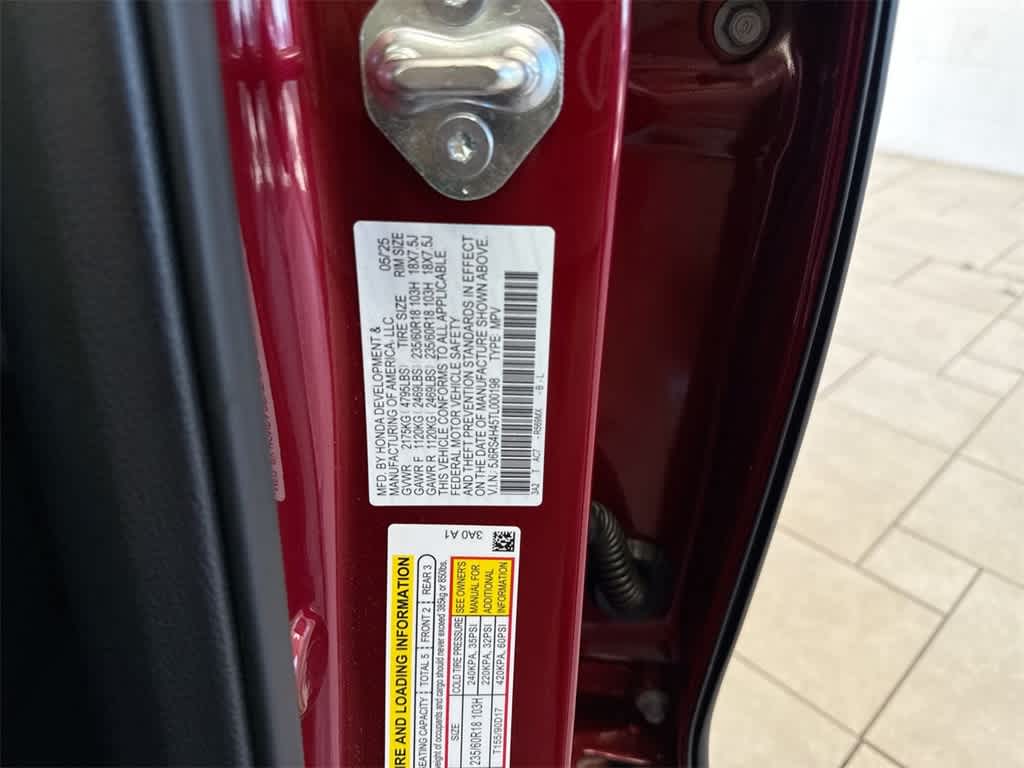 MFD. BY HONDA DEVELOPMENT & 05/25
MANUFACTURING OF AMERICA, LLC.
TIRE SIZE RIM SIZE
GVWR 2175KG( 4795LBS)
GAWR F 1120KG( 2469LBS) 235/60R18 103H 18X7.5J
GAWR R 1120KG( 2469LBS) 235/60R18 103H 18X7.5J
THIS VEHICLE CONFORMS TO ALL APPLICABLE
FEDERAL MOTOR VEHICLE SAFETY
AND THEFT PREVENTION STANDARDS IN EFFECT
ON THE DATE OF MANUFACTURE SHOWN ABOVE.
V.I.N.: 5J6RS4H45TL000198 TYPE: MPV
3A2 T AC7 -R569MX -B-L
3A0 A1
IRE AND LOADING INFORMATION
EATING CAPACITY TOTAL 5 FRONT 2 REAR 3
weight of occupants and cargo should never exceed 385kg or 850lbs.
SIZE COLD TIRE PRESSURE SEE OWNER'S
235/60R18 103H 240KPA, 35PSI MANUAL FOR
220KPA, 32PSI ADDITIONAL
T155/90D17 420KPA, 60PSI INFORMATION